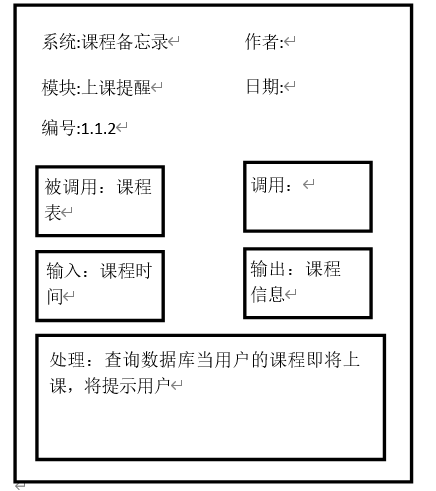 系统:课程备忘录
作者:
模块:上课提醒
日期:
编号:1.1.2
被调用：课程
表
调用：
输入：课程时
间
输出：课程
信息
处理：查询数据库当用户的课程即将上
课，将提示用户